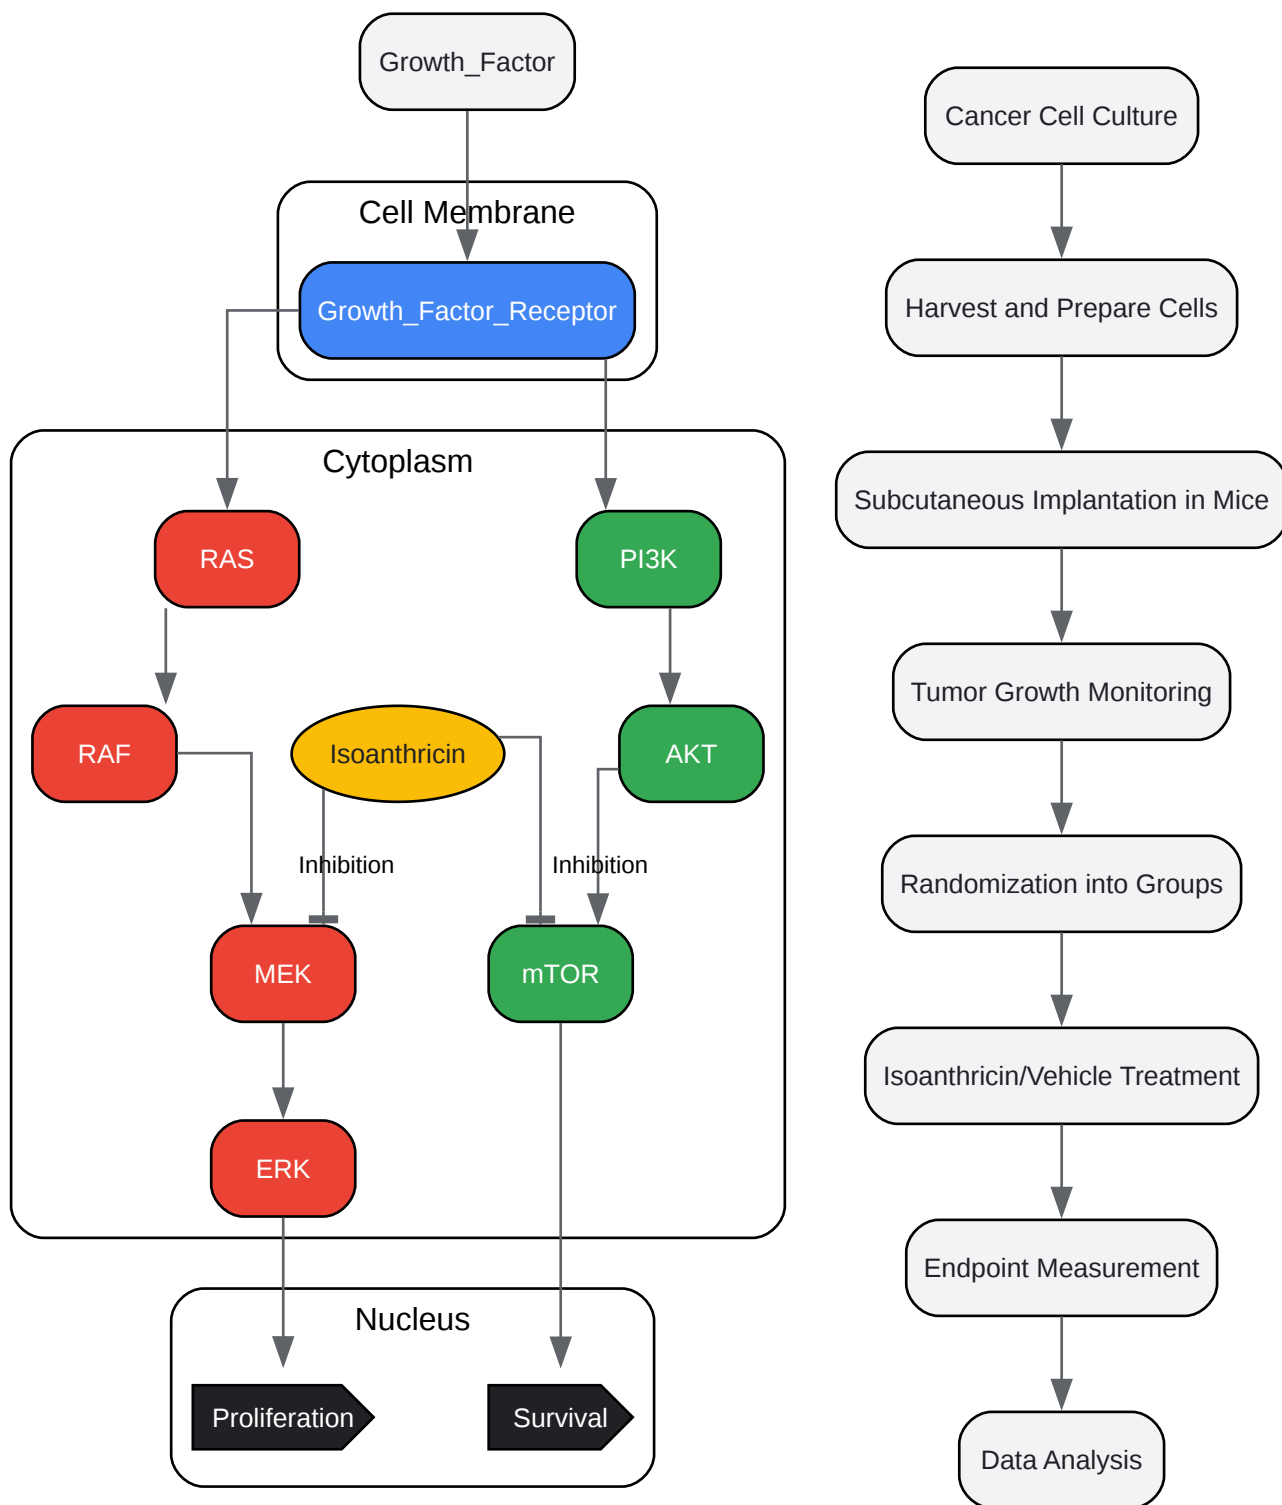 Growth_Factor
Cell Membrane
Growth_Factor_Receptor
Cytoplasm
RAS
PI3K
RAF
Isoanthricin
AKT
Inhibition
Inhibition
MEK
mTOR
ERK
Nucleus
Proliferation
Survival
Cancer Cell Culture
Harvest and Prepare Cells
Subcutaneous Implantation in Mice
Tumor Growth Monitoring
Randomization into Groups
Isoanthricin/Vehicle Treatment
Endpoint Measurement
Data Analysis